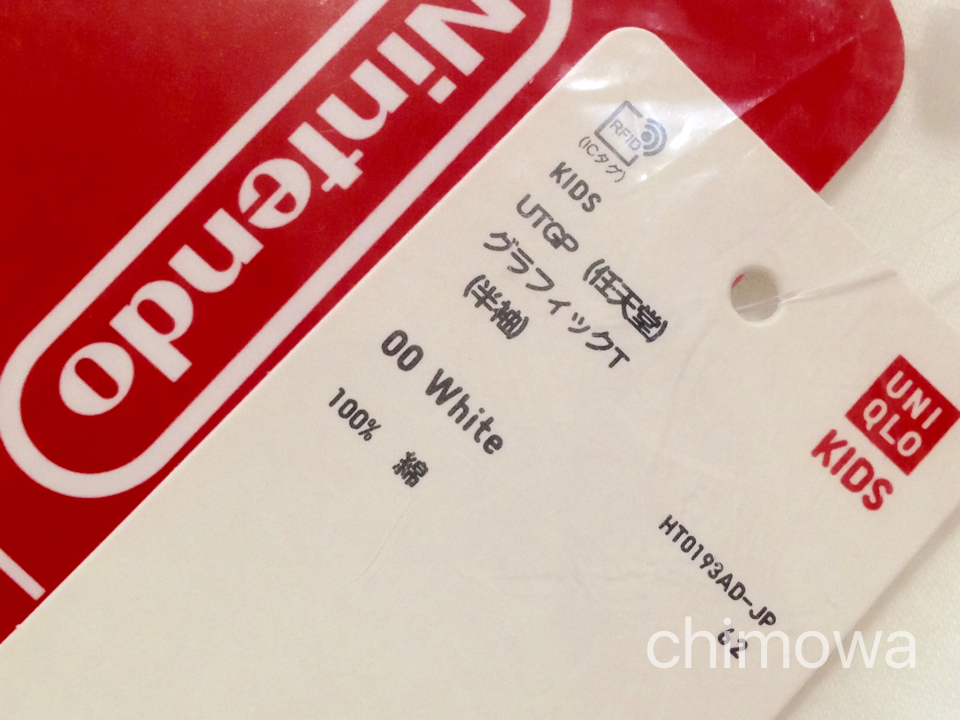 Nintendo
RFID
(ICタグ)
KIDS
UTGP (任天堂)
グラフィックT
(半袖)
00 White
100% 綿
UNI
QLO
KIDS
HT0193AD-JP
62
chimowa